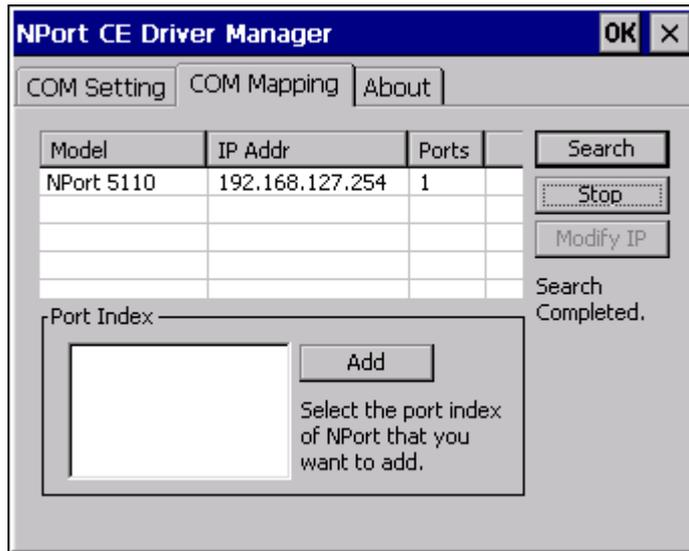 NPort CE Driver Manager OK ×
COM Setting COM Mapping About
Model IP Addr Ports
NPort 5110 192.168.127.254 1
Search
Stop
Modify IP
Search
Completed.
Port Index
Add
Select the port index
of NPort that you
want to add.